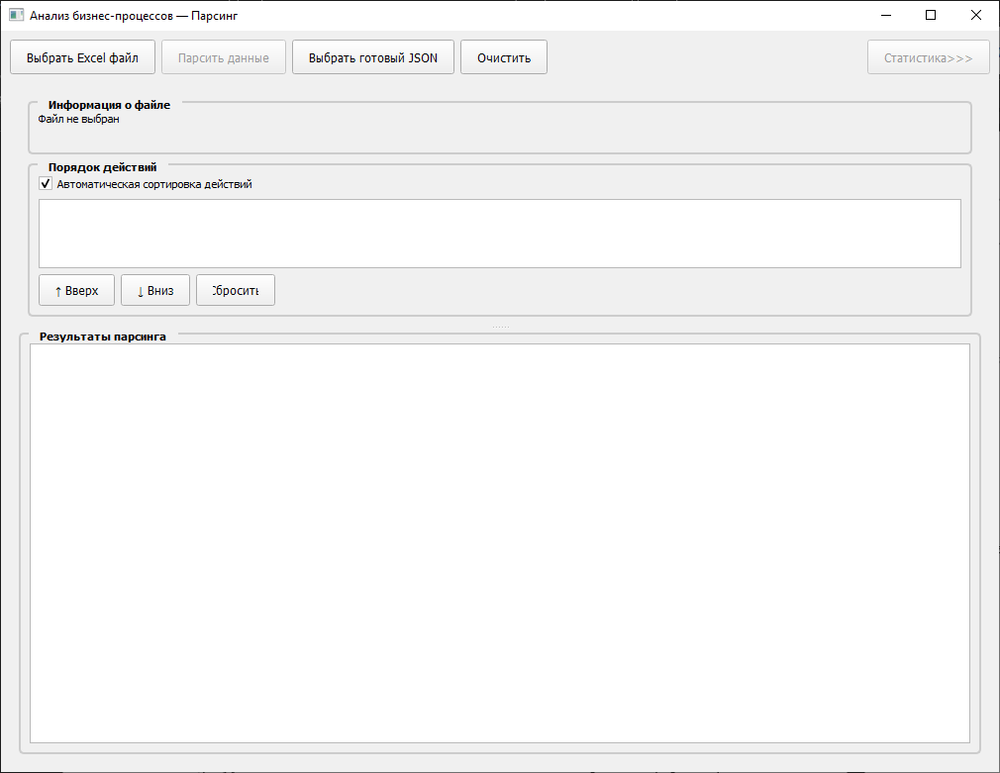 Анализ бизнес-процессов — Парсинг
Выбрать Excel файл Парсить данные Выбрать готовый JSON Очистить Статистика>>>
Информация о файле
Файл не выбран
Порядок действий
Автоматическая сортировка действий
↑ Вверх ↓ Вниз Сбросить
Результаты парсинга